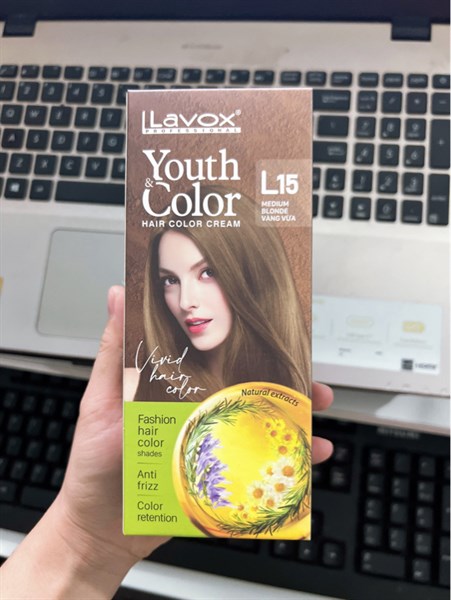 Lavox®
PROFESSIONAL
Youth
& Color
HAIR COLOR CREAM
L15
MEDIUM
BLONDE
VÀNG VỪA
Vivid
hair
color
Natural extracts
Fashion
hair
color
shades
Anti
frizz
Color
retention
HDMI